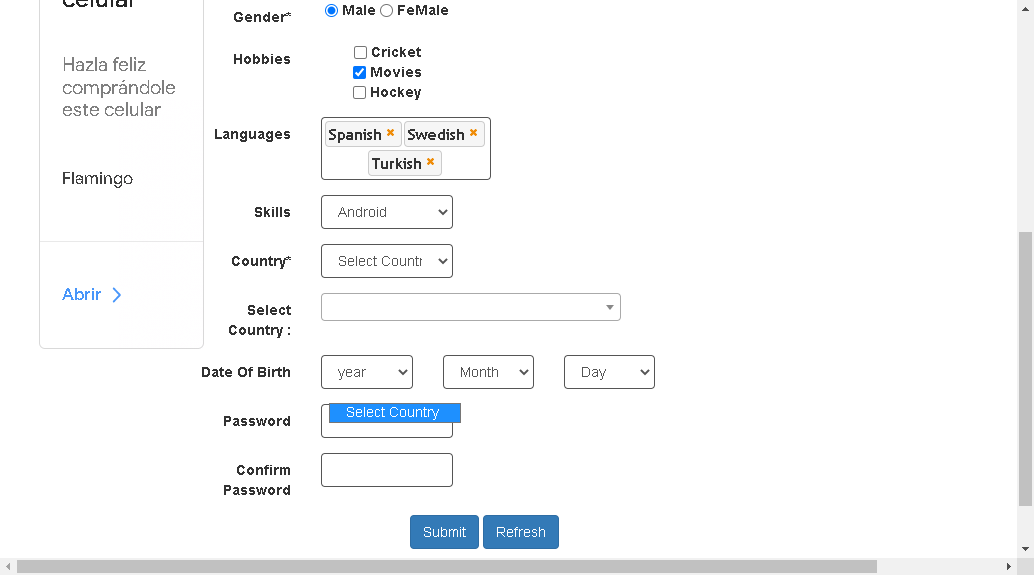 celular
Gender*
Male FeMale
Hazla feliz
comprándole
este celular
Hobbies
Cricket
Movies
Hockey
Languages
Spanish × Swedish ×
Turkish ×
Flamingo
Skills
Android
Country*
Select Countr
Abrir
Select
Country :
Date Of Birth
year Month Day
Password
Select Country
Confirm
Password
Submit Refresh